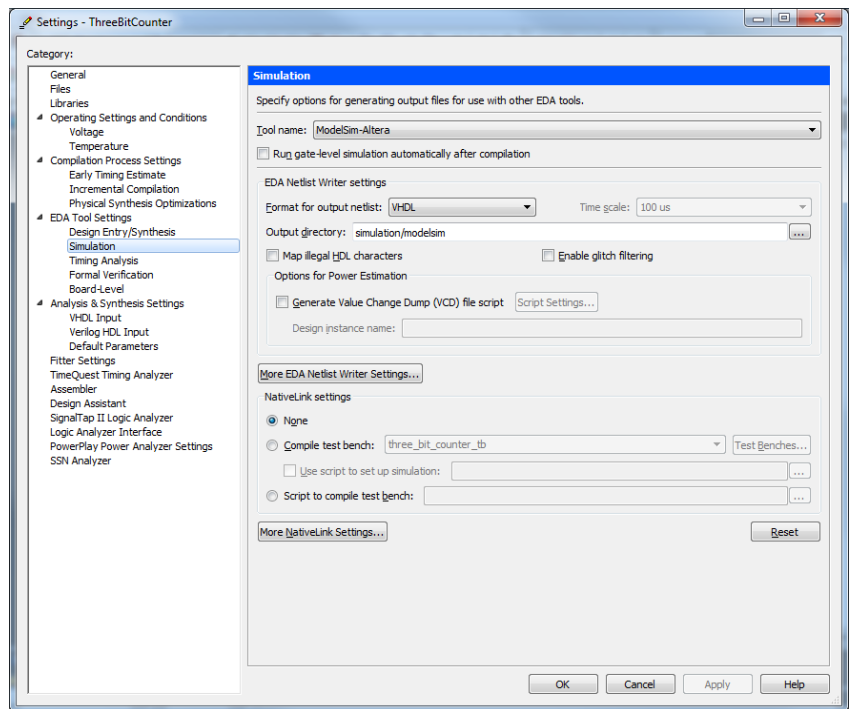 Settings - ThreeBitCounter
Category:
General
Files
Libraries
Operating Settings and Conditions
Voltage
Temperature
Compilation Process Settings
Early Timing Estimate
Incremental Compilation
Physical Synthesis Optimizations
EDA Tool Settings
Design Entry/Synthesis
Simulation
Timing Analysis
Formal Verification
Board-Level
Analysis & Synthesis Settings
VHDL Input
Verilog HDL Input
Default Parameters
Fitter Settings
TimeQuest Timing Analyzer
Assembler
Design Assistant
SignalTap II Logic Analyzer
Logic Analyzer Interface
PowerPlay Power Analyzer Settings
SSN Analyzer
Simulation
Specify options for generating output files for use with other EDA tools.
Tool name: ModelSim-Altera
Run gate-level simulation automatically after compilation
EDA Netlist Writer settings
Format for output netlist: VHDL Time scale: 100 us
Output directory: simulation/modelsim ...
Map illegal HDL characters Enable glitch filtering
Options for Power Estimation
Generate Value Change Dump (VCD) file script Script Settings...
Design instance name:
More EDA Netlist Writer Settings...
NativeLink settings
None
Compile test bench: three_bit_counter_tb Test Benches...
Use script to set up simulation: ...
Script to compile test bench: ...
More NativeLink Settings... Reset
OK Cancel Apply Help